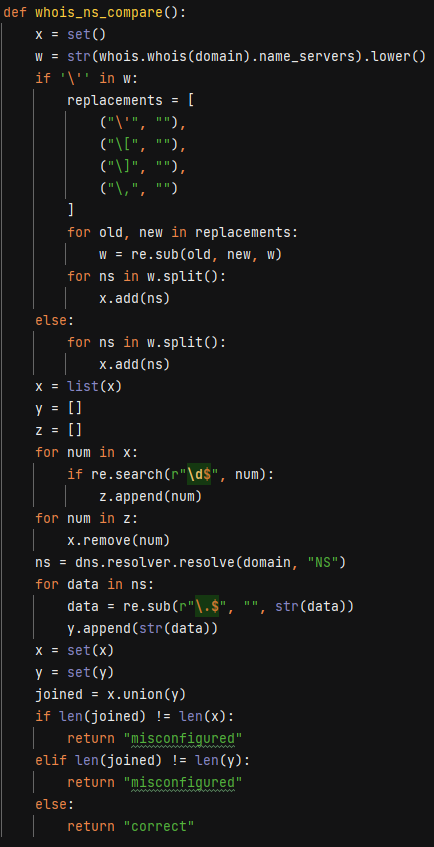 def whois_ns_compare():
    x = set()
    w = str(whois.whois(domain).name_servers).lower()
    if '\'' in w:
        replacements = [
            ("\'", ""),
            ("\[", ""),
            ("\]", ""),
            ("\,", "")
        ]
        for old, new in replacements:
            w = re.sub(old, new, w)
        for ns in w.split():
            x.add(ns)
    else:
        for ns in w.split():
            x.add(ns)
    x = list(x)
    y = []
    z = []
    for num in x:
        if re.search(r"\d$", num):
            z.append(num)
    for num in z:
        x.remove(num)
    ns = dns.resolver.resolve(domain, "NS")
    for data in ns:
        data = re.sub(r"\.$", "", str(data))
        y.append(str(data))
    x = set(x)
    y = set(y)
    joined = x.union(y)
    if len(joined) != len(x):
        return "misconfigured"
    elif len(joined) != len(y):
        return "misconfigured"
    else:
        return "correct"